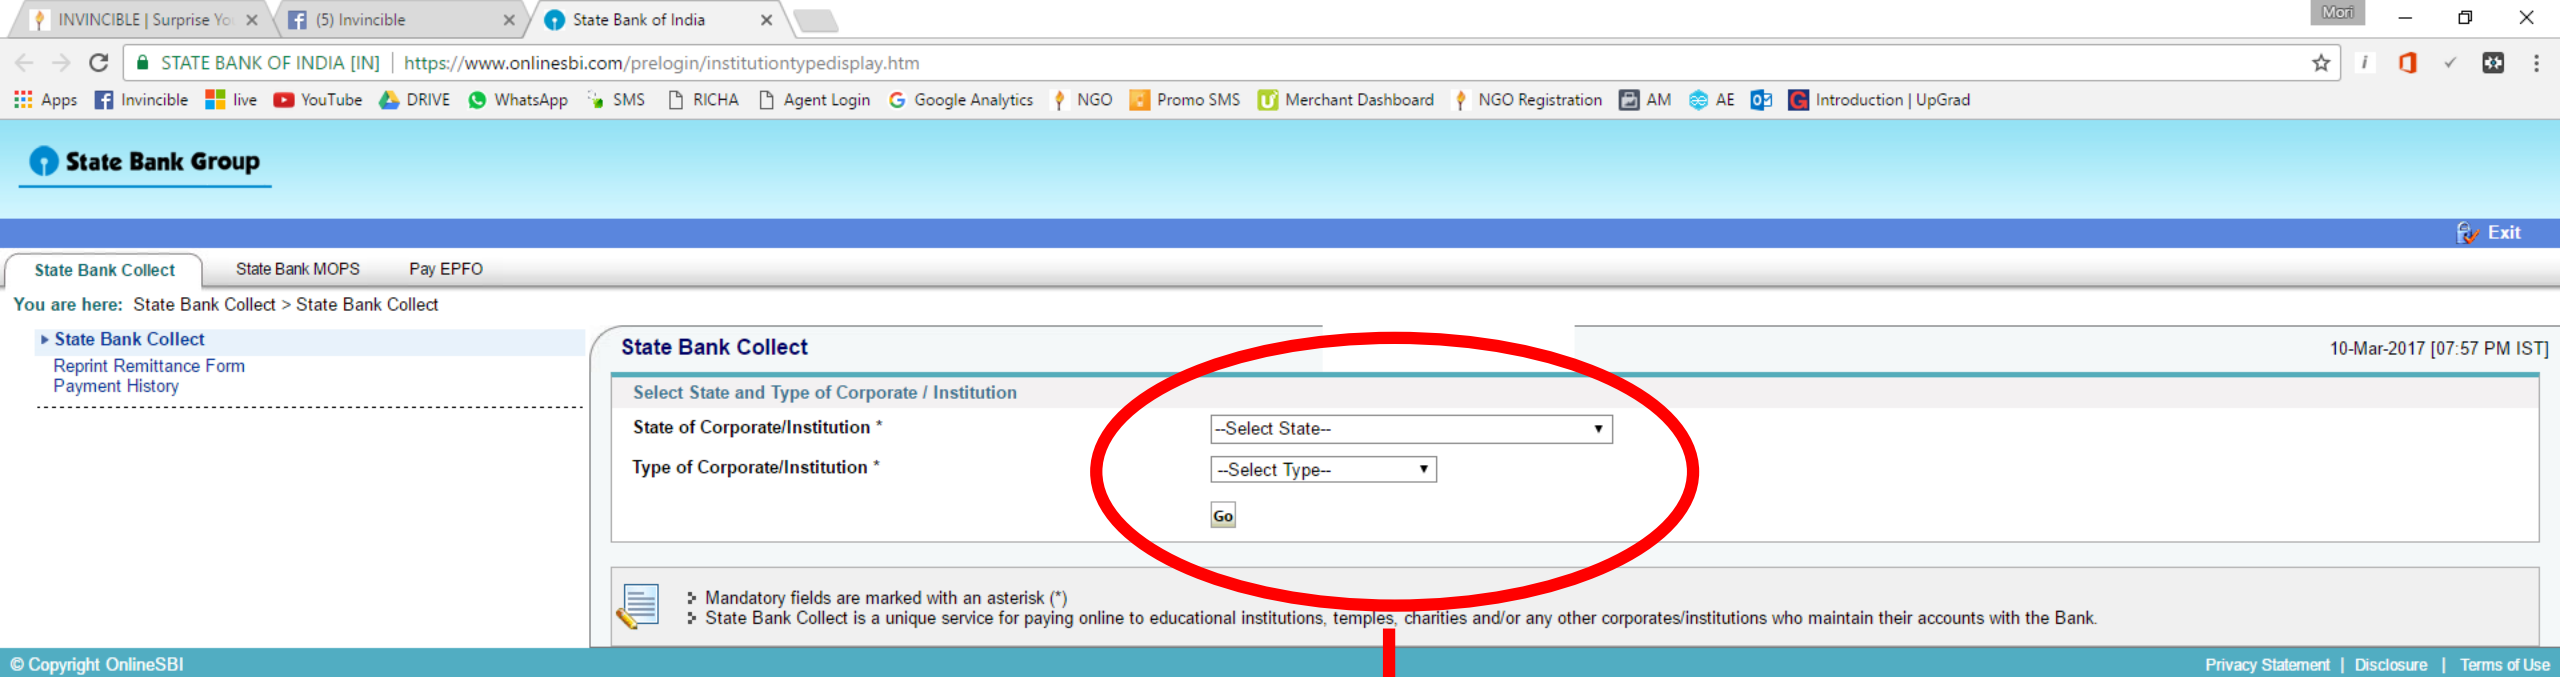 INVINCIBLE | Surprise Yo
(5) Invincible
State Bank of India
Mori
STATE BANK OF INDIA [IN] | https://www.onlinesbi.com/prelogin/institutiontypedisplay.htm
Apps Invincible live YouTube DRIVE WhatsApp SMS RICHA Agent Login Google Analytics NGO Promo SMS Merchant Dashboard NGO Registration AM AE Introduction | UpGrad
State Bank Group
Exit
State Bank Collect State Bank MOPS Pay EPFO
You are here: State Bank Collect > State Bank Collect
State Bank Collect
Reprint Remittance Form
Payment History
State Bank Collect
10-Mar-2017 [07:57 PM IST]
Select State and Type of Corporate / Institution
State of Corporate/Institution * --Select State--
Type of Corporate/Institution * --Select Type--
Go
Mandatory fields are marked with an asterisk (*)
State Bank Collect is a unique service for paying online to educational institutions, temples, charities and/or any other corporates/institutions who maintain their accounts with the Bank.
© Copyright OnlineSBI
Privacy Statement | Disclosure | Terms of Use